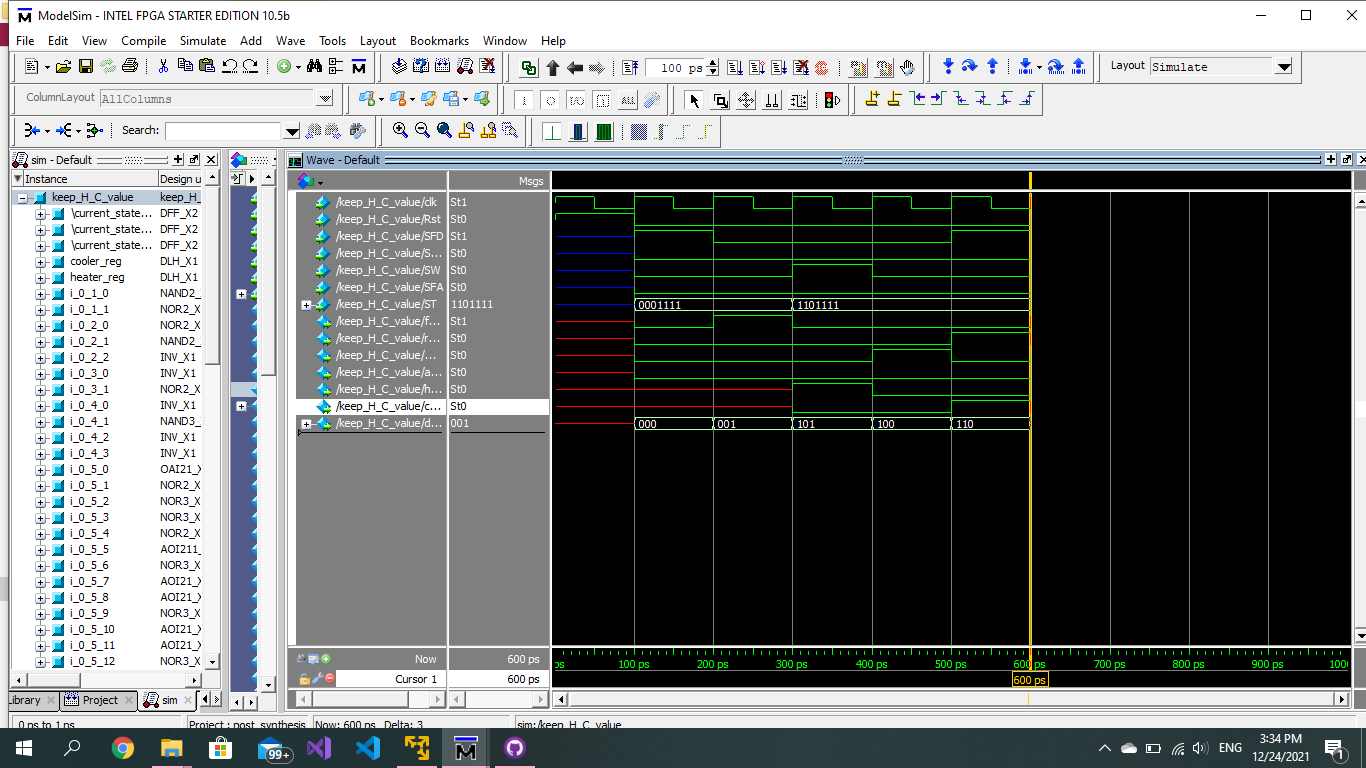 ModelSim - INTEL FPGA STARTER EDITION 10.5b
File Edit View Compile Simulate Add Wave Tools Layout Bookmarks Window Help
100 ps
Layout Simulate
ColumnLayout AllColumns
Search:
sim - Default
Wave - Default
Instance Design u
Msgs
keep_H_C_value keep_H_
\current_state... DFF_X2
\current_state... DFF_X2
\current_state... DFF_X2
cooler_reg DLH_X1
heater_reg DLH_X1
i_0_1_0 NAND2_
i_0_1_1 NOR2_X
i_0_2_0 NOR2_X
i_0_2_1 NAND2_
i_0_2_2 INV_X1
i_0_3_0 INV_X1
i_0_3_1 NOR2_X
i_0_4_0 INV_X1
i_0_4_1 NAND3_
i_0_4_2 INV_X1
i_0_4_3 INV_X1
i_0_5_0 OAI21_X
i_0_5_1 NOR2_X
i_0_5_2 NOR3_X
i_0_5_3 NOR3_X
i_0_5_4 NOR2_X
i_0_5_5 AOI211_
i_0_5_6 NOR3_X
i_0_5_7 AOI21_X
i_0_5_8 AOI21_X
i_0_5_9 NOR3_X
i_0_5_10 AOI21_X
i_0_5_11 AOI21_X
i_0_5_12 NOR3_X
/keep_H_C_value/clk St1
/keep_H_C_value/Rst St0
/keep_H_C_value/SFD St1
/keep_H_C_value/S... St0
/keep_H_C_value/SW St0
/keep_H_C_value/SFA St0
/keep_H_C_value/ST 1101111 0001111 1101111
/keep_H_C_value/f... St1
/keep_H_C_value/r... St0
/keep_H_C_value/... St0
/keep_H_C_value/a... St0
/keep_H_C_value/h... St0
/keep_H_C_value/c... St0
/keep_H_C_value/d... 001 000 001 101 100 110
Now 600 ps
ps 100 ps 200 ps 300 ps 400 ps 500 ps 600 ps 700 ps 800 ps 900 ps 1000
Cursor 1 600 ps
600 ps
Library Project sim
0 ps to 1 ns Project : post_synthesis Now: 600 ps Delta: 3 sim:/keep_H_C_value
99+
ENG
3:34 PM
12/24/2021
1